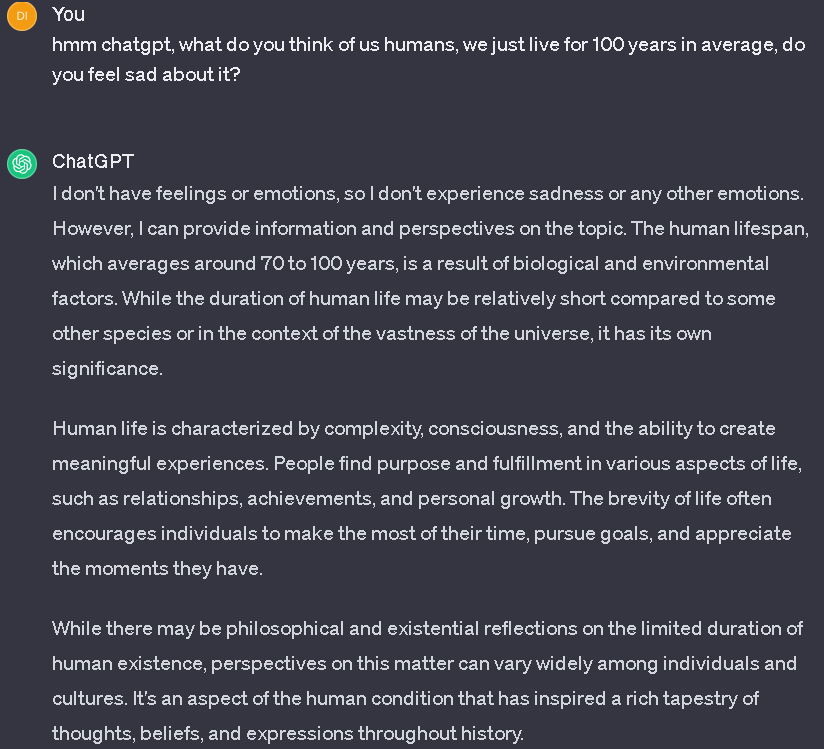 DI
You
hmm chatgpt, what do you think of us humans, we just live for 100 years in average, do
you feel sad about it?
ChatGPT
I don't have feelings or emotions, so I don't experience sadness or any other emotions.
However, I can provide information and perspectives on the topic. The human lifespan,
which averages around 70 to 100 years, is a result of biological and environmental
factors. While the duration of human life may be relatively short compared to some
other species or in the context of the vastness of the universe, it has its own
significance.
Human life is characterized by complexity, consciousness, and the ability to create
meaningful experiences. People find purpose and fulfillment in various aspects of life,
such as relationships, achievements, and personal growth. The brevity of life often
encourages individuals to make the most of their time, pursue goals, and appreciate
the moments they have.
While there may be philosophical and existential reflections on the limited duration of
human existence, perspectives on this matter can vary widely among individuals and
cultures. It's an aspect of the human condition that has inspired a rich tapestry of
thoughts, beliefs, and expressions throughout history.